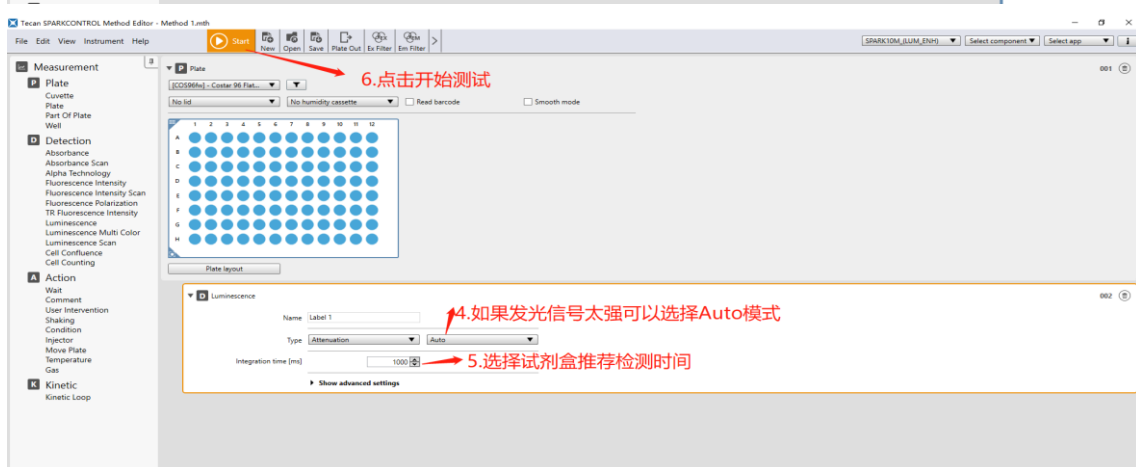 Tecan SPARKCONTROL Method Editor - Method 1.mth
File Edit View Instrument Help
Start
New Open Save Plate Out Ex Filter Em Filter >
SPARK10M_(LUM_ENH) Select component Select app i
Measurement
P Plate
Cuvette
Plate
Part Of Plate
Well
D Detection
Absorbance
Absorbance Scan
Alpha Technology
Fluorescence Intensity
Fluorescence Intensity Scan
Fluorescence Polarization
TR Fluorescence Intensity
Luminescence
Luminescence Multi Color
Luminescence Scan
Cell Confluence
Cell Counting
A Action
Wait
Comment
User Intervention
Shaking
Condition
Injector
Move Plate
Temperature
Gas
K Kinetic
Kinetic Loop
P Plate
001
6.点击开始测试
[COS96fw] - Costar 96 Flat...
No lid No humidity cassette Read barcode Smooth mode
1 2 3 4 5 6 7 8 9 10 11 12
A
B
C
D
E
F
G
H
Plate layout
D Luminescence
002
Name Label 1
4.如果发光信号太强可以选择Auto模式
Type Attenuation Auto
Integration time [ms] 1000
5.选择试剂盒推荐检测时间
Show advanced settings